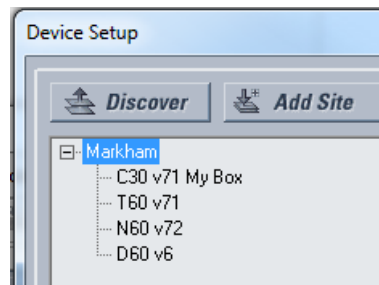 Device Setup
Discover Add Site
Markham
C30 v71 My Box
T60 v71
N60 v72
D60 v6